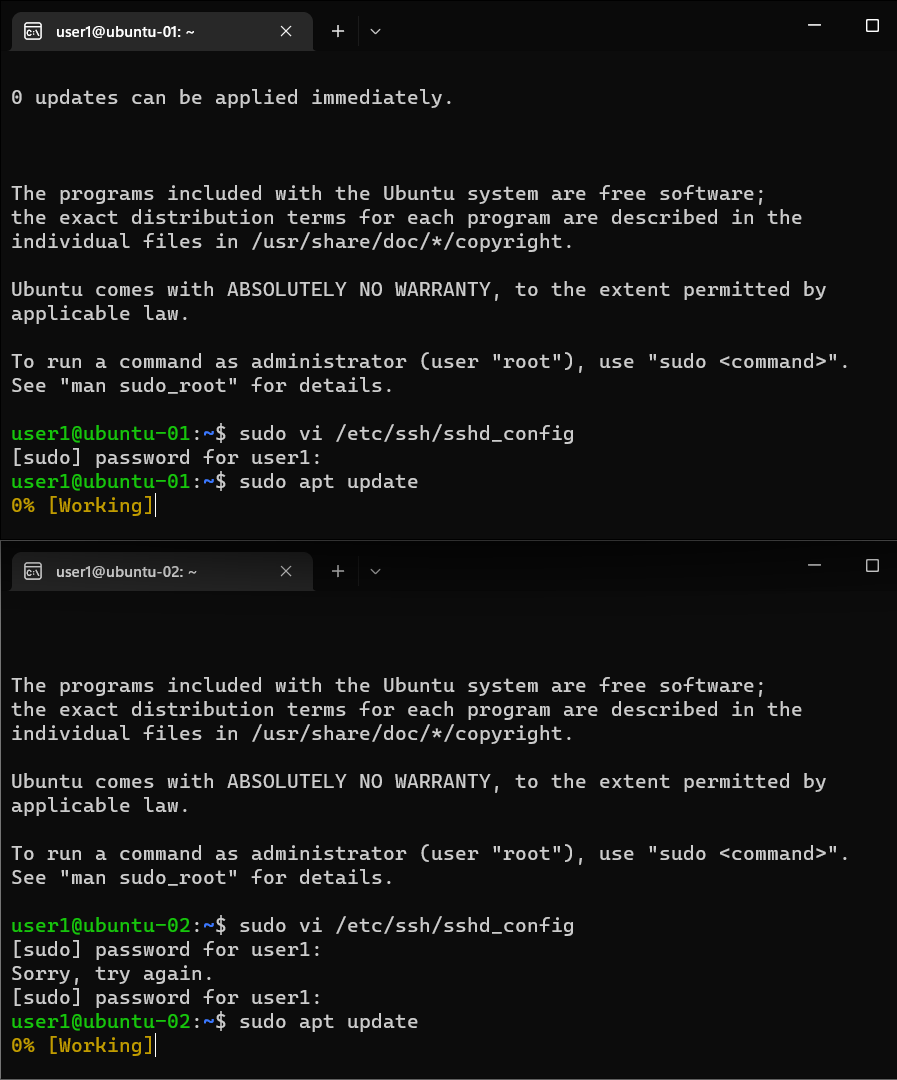 user1@ubuntu-01: ~
0 updates can be applied immediately.
The programs included with the Ubuntu system are free software;
the exact distribution terms for each program are described in the
individual files in /usr/share/doc/*/copyright.
Ubuntu comes with ABSOLUTELY NO WARRANTY, to the extent permitted by
applicable law.
To run a command as administrator (user "root"), use "sudo <command>".
See "man sudo_root" for details.
user1@ubuntu-01:~$ sudo vi /etc/ssh/sshd_config
[sudo] password for user1:
user1@ubuntu-01:~$ sudo apt update
0% [Working]
user1@ubuntu-02: ~
The programs included with the Ubuntu system are free software;
the exact distribution terms for each program are described in the
individual files in /usr/share/doc/*/copyright.
Ubuntu comes with ABSOLUTELY NO WARRANTY, to the extent permitted by
applicable law.
To run a command as administrator (user "root"), use "sudo <command>".
See "man sudo_root" for details.
user1@ubuntu-02:~$ sudo vi /etc/ssh/sshd_config
[sudo] password for user1:
Sorry, try again.
[sudo] password for user1:
user1@ubuntu-02:~$ sudo apt update
0% [Working]